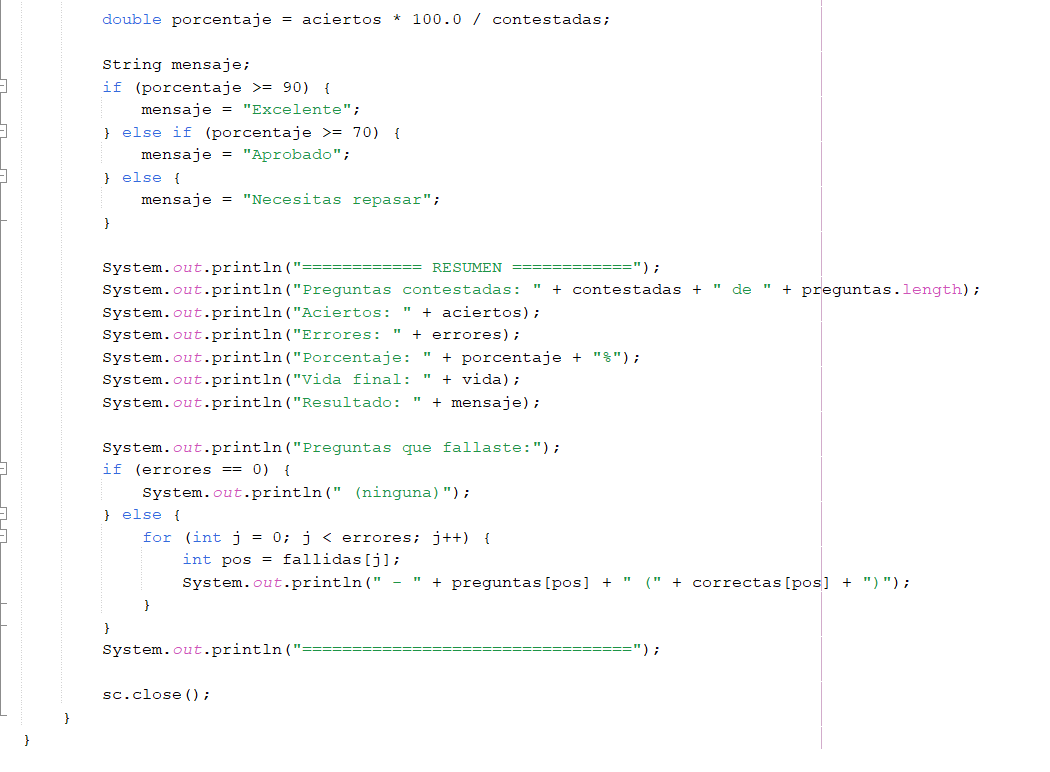 double porcentaje = aciertos * 100.0 / contestadas;
String mensaje;
if (porcentaje >= 90) {
mensaje = "Excelente";
} else if (porcentaje >= 70) {
mensaje = "Aprobado";
} else {
mensaje = "Necesitas repasar";
}
System.out.println("============ RESUMEN ============");
System.out.println("Preguntas contestadas: " + contestadas + " de " + preguntas.length);
System.out.println("Aciertos: " + aciertos);
System.out.println("Errores: " + errores);
System.out.println("Porcentaje: " + porcentaje + "%");
System.out.println("Vida final: " + vida);
System.out.println("Resultado: " + mensaje);
System.out.println("Preguntas que fallaste:");
if (errores == 0) {
System.out.println(" (ninguna)");
} else {
for (int j = 0; j < errores; j++) {
int pos = fallidas[j];
System.out.println(" - " + preguntas[pos] + " (" + correctas[pos] + ")");
}
}
System.out.println("=================================");
sc.close();
}
}